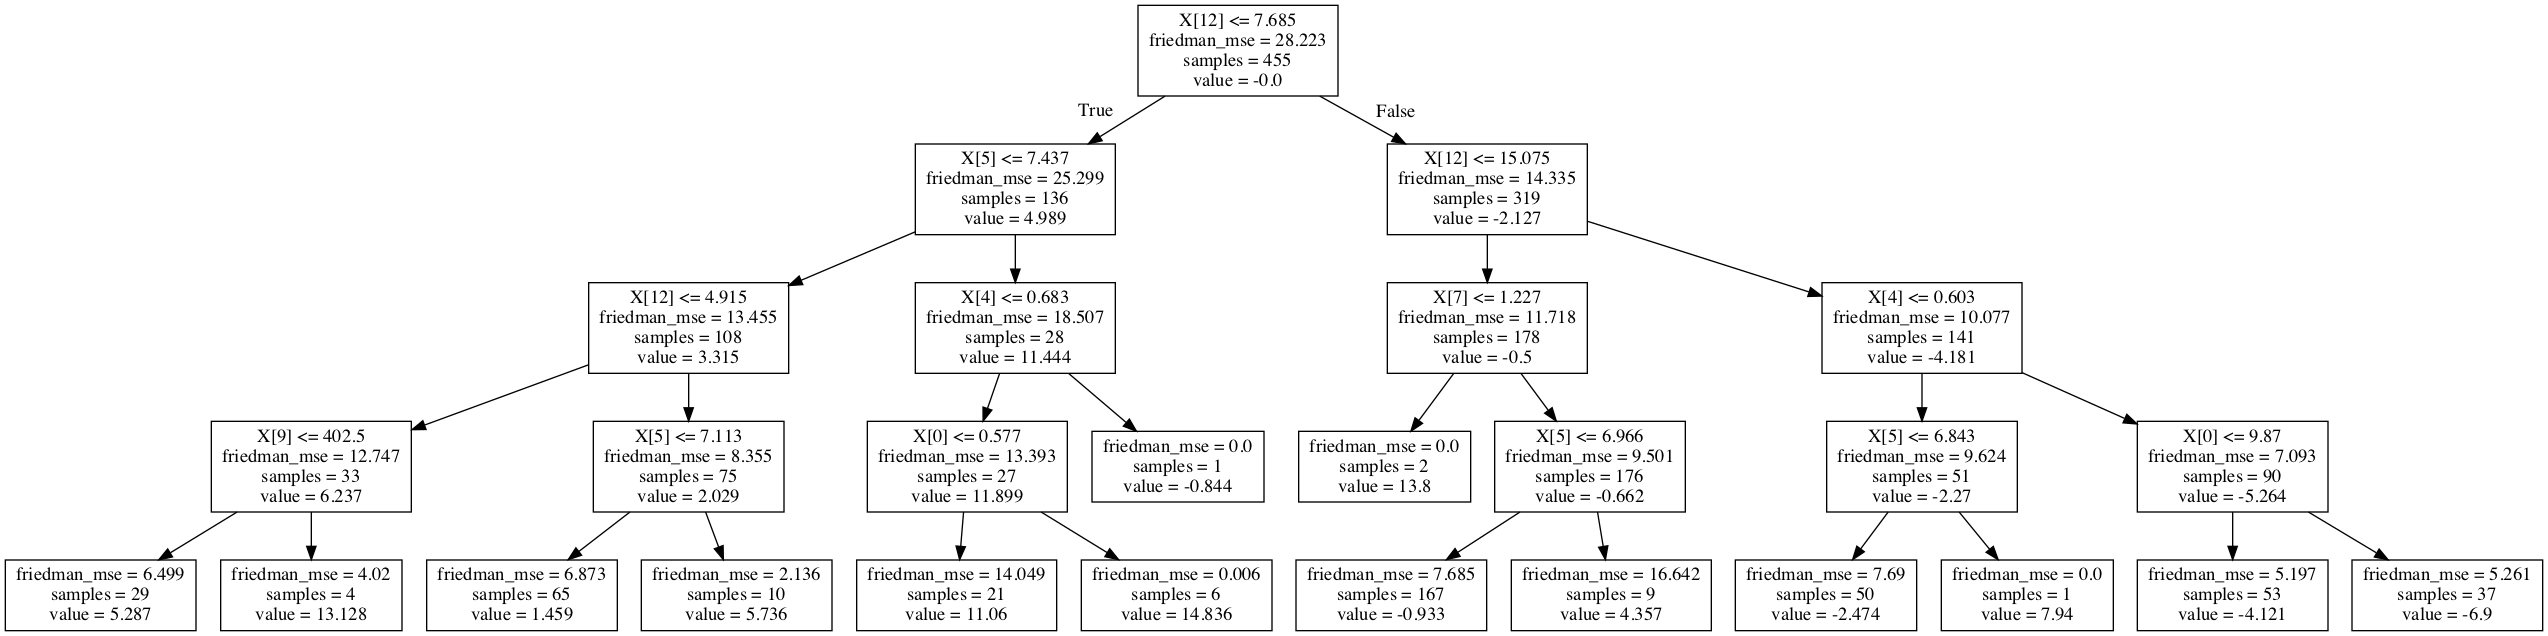 X[12] <= 7.685
friedman_mse = 28.223
samples = 455
value = -0.0
True
False
X[5] <= 7.437
friedman_mse = 25.299
samples = 136
value = 4.989
X[12] <= 15.075
friedman_mse = 14.335
samples = 319
value = -2.127
X[12] <= 4.915
friedman_mse = 13.455
samples = 108
value = 3.315
X[4] <= 0.683
friedman_mse = 18.507
samples = 28
value = 11.444
X[7] <= 1.227
friedman_mse = 11.718
samples = 178
value = -0.5
X[4] <= 0.603
friedman_mse = 10.077
samples = 141
value = -4.181
X[9] <= 402.5
friedman_mse = 12.747
samples = 33
value = 6.237
X[5] <= 7.113
friedman_mse = 8.355
samples = 75
value = 2.029
X[0] <= 0.577
friedman_mse = 13.393
samples = 27
value = 11.899
friedman_mse = 0.0
samples = 1
value = -0.844
friedman_mse = 0.0
samples = 2
value = 13.8
X[5] <= 6.966
friedman_mse = 9.501
samples = 176
value = -0.662
X[5] <= 6.843
friedman_mse = 9.624
samples = 51
value = -2.27
X[0] <= 9.87
friedman_mse = 7.093
samples = 90
value = -5.264
friedman_mse = 6.499
samples = 29
value = 5.287
friedman_mse = 4.02
samples = 4
value = 13.128
friedman_mse = 6.873
samples = 65
value = 1.459
friedman_mse = 2.136
samples = 10
value = 5.736
friedman_mse = 14.049
samples = 21
value = 11.06
friedman_mse = 0.006
samples = 6
value = 14.836
friedman_mse = 7.685
samples = 167
value = -0.933
friedman_mse = 16.642
samples = 9
value = 4.357
friedman_mse = 7.69
samples = 50
value = -2.474
friedman_mse = 0.0
samples = 1
value = 7.94
friedman_mse = 5.197
samples = 53
value = -4.121
friedman_mse = 5.261
samples = 37
value = -6.9